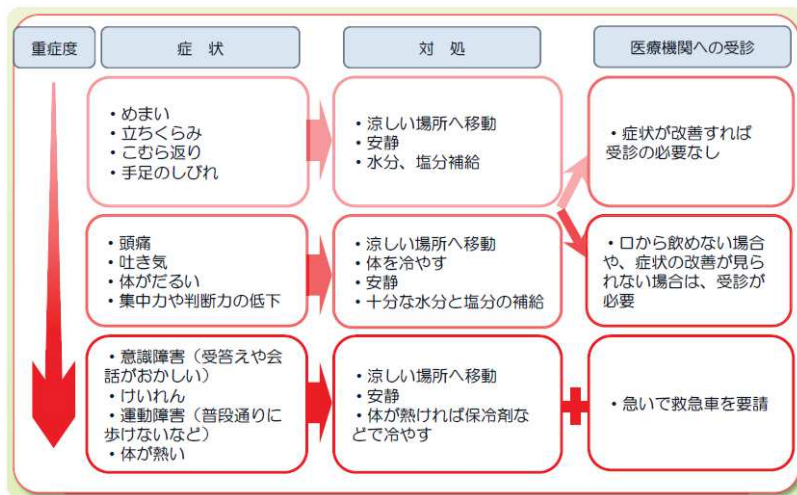 重症度
症 状
対 処
医療機関への受診
・めまい
・立ちくらみ
・こむら返り
・手足のしびれ
・涼しい場所へ移動
・安静
・水分、塩分補給
・症状が改善すれば
受診の必要なし
・頭痛
・吐き気
・体がだるい
・集中力や判断力の低下
・涼しい場所へ移動
・体を冷やす
・安静
・十分な水分と塩分の補給
・口から飲めない場合
や、症状の改善が見ら
れない場合は、受診が
必要
・意識障害（受答えや会
話がおかしい）
・けいれん
・運動障害（普段通りに
歩けないなど）
・体が熱い
・涼しい場所へ移動
・安静
・体が熱ければ保冷剤な
どで冷やす
・急いで救急車を要請